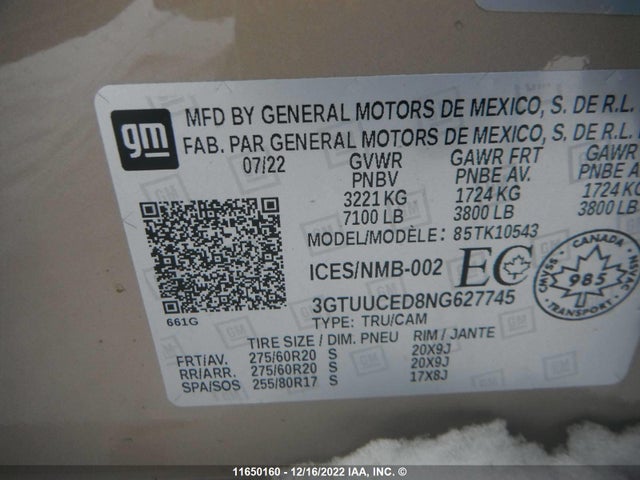 gm
MFD BY GENERAL MOTORS DE MEXICO, S. DE R.L.
FAB. PAR GENERAL MOTORS DE MEXICO, S. DE R.L.
07/22 GVWR GAWR FRT GAWR
PNBV PNBE AV. PNBE A
3221 KG 1724 KG 1724 KG
7100 LB 3800 LB 3800 LB
MODEL/MODÈLE: 85TK10543
ICES/NMB-002 EC
CANADA
985
TRANSPORT
3GTUUCED8NG627745
661G
TYPE: TRU/CAM
TIRE SIZE / DIM. PNEU RIM / JANTE
FRT/AV. 275/60R20 S 20X9J
RR/ARR. 275/60R20 S 20X9J
SPA/SOS 255/80R17 S 17X8J
11650160 - 12/16/2022 IAA, INC. ©